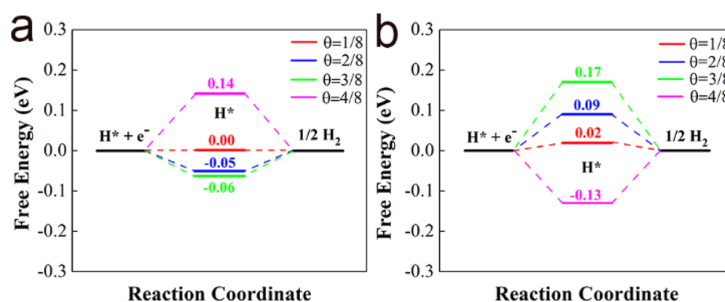 a
0.3
0.2
0.1
0.0
-0.1
-0.2
-0.3
Free Energy (eV)
θ=1/8
θ=2/8
θ=3/8
θ=4/8
0.14
H*
H* + e⁻
0.00
1/2 H₂
-0.05
-0.06
Reaction Coordinate
b
0.3
0.2
0.1
0.0
-0.1
-0.2
-0.3
Free Energy (eV)
θ=1/8
θ=2/8
θ=3/8
θ=4/8
0.17
0.09
H* + e⁻
0.02
1/2 H₂
H*
-0.13
Reaction Coordinate